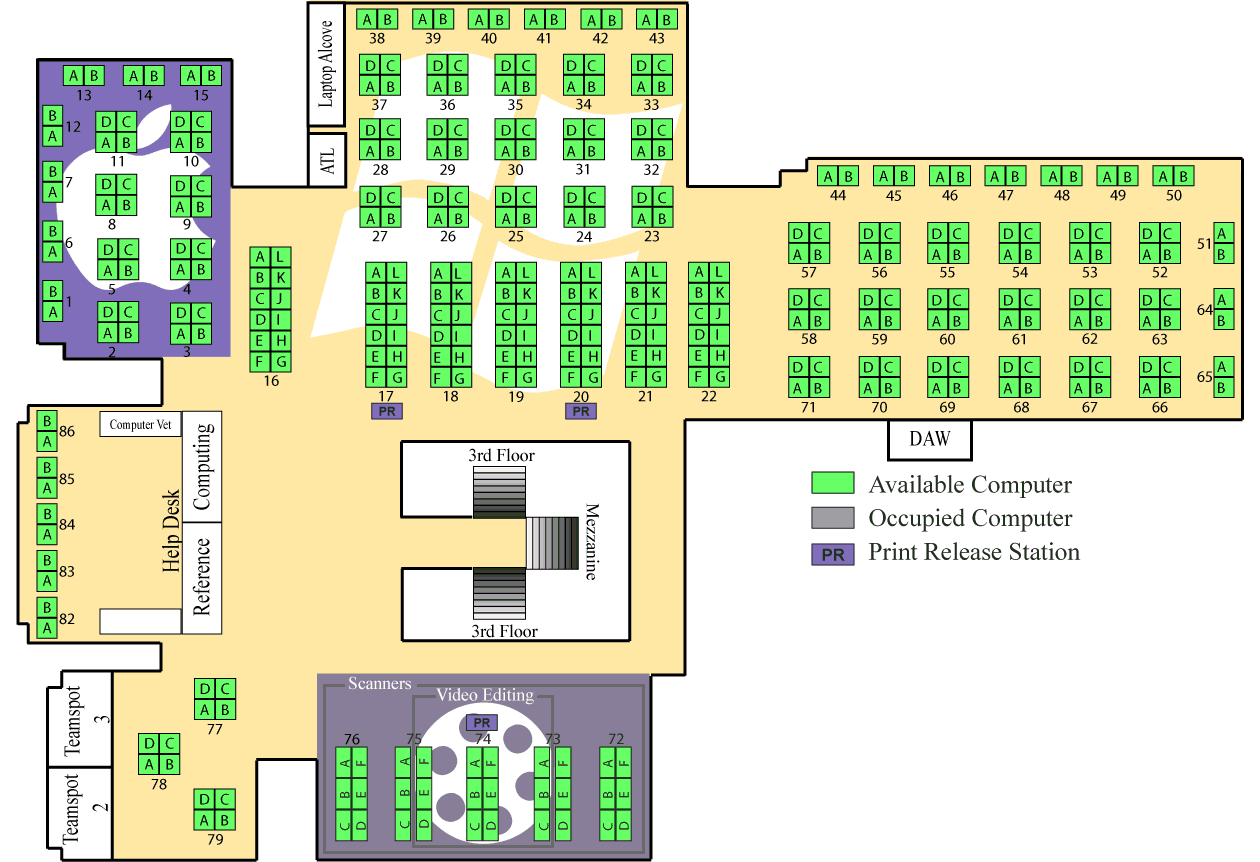 A B A B A B A B A B A B
38 39 40 41 42 43
Laptop Alcove
D C D C D C D C D C
A B A B A B A B A B
37 36 35 34 33
A B A B A B
13 14 15
B
A
12
D C D C
A B A B
11 10
ATL
D C D C D C D C D C
A B A B A B A B A B
28 29 30 31 32
B
A
7
D C D C
A B A B
8 9
D C D C D C D C D C
A B A B A B A B A B
27 26 25 24 23
A B A B A B A B A B A B A B
44 45 46 47 48 49 50
B
A
6
D C D C
A B A B
5 4
B
A
1
D C D C
A B A B
2 3
D C D C D C D C D C D C A
A B A B A B A B A B A B B
57 56 55 54 53 52 51
D C D C D C D C D C D C A
A B A B A B A B A B A B B
58 59 60 61 62 63 64
D C D C D C D C D C D C A
A B A B A B A B A B A B B
71 70 69 68 67 66 65
A L
B K
C J
D I
E H
F G
16
A L A L A L A L A L A L
B K B K B K B K B K B K
C J C J C J C J C J C J
D I D I D I D I D I D I
E H E H E H E H E H E H
F G F G F G F G F G F G
17 18 19 20 21 22
PR PR
DAW
B
A
86
B
A
85
B
A
84
B
A
83
B
A
82
Computer Vet
Computing
Help Desk
Reference
3rd Floor
Mezzanine
3rd Floor
Available Computer
Occupied Computer
PR Print Release Station
Teamspot
3
Teamspot
2
D C
A B
77
D C
A B
78
D C
A B
79
Scanners
Video Editing
PR
76 75 74 73 72
A F A F A F A F A F
B E B E B E B E B E
C D C D C D C D C D